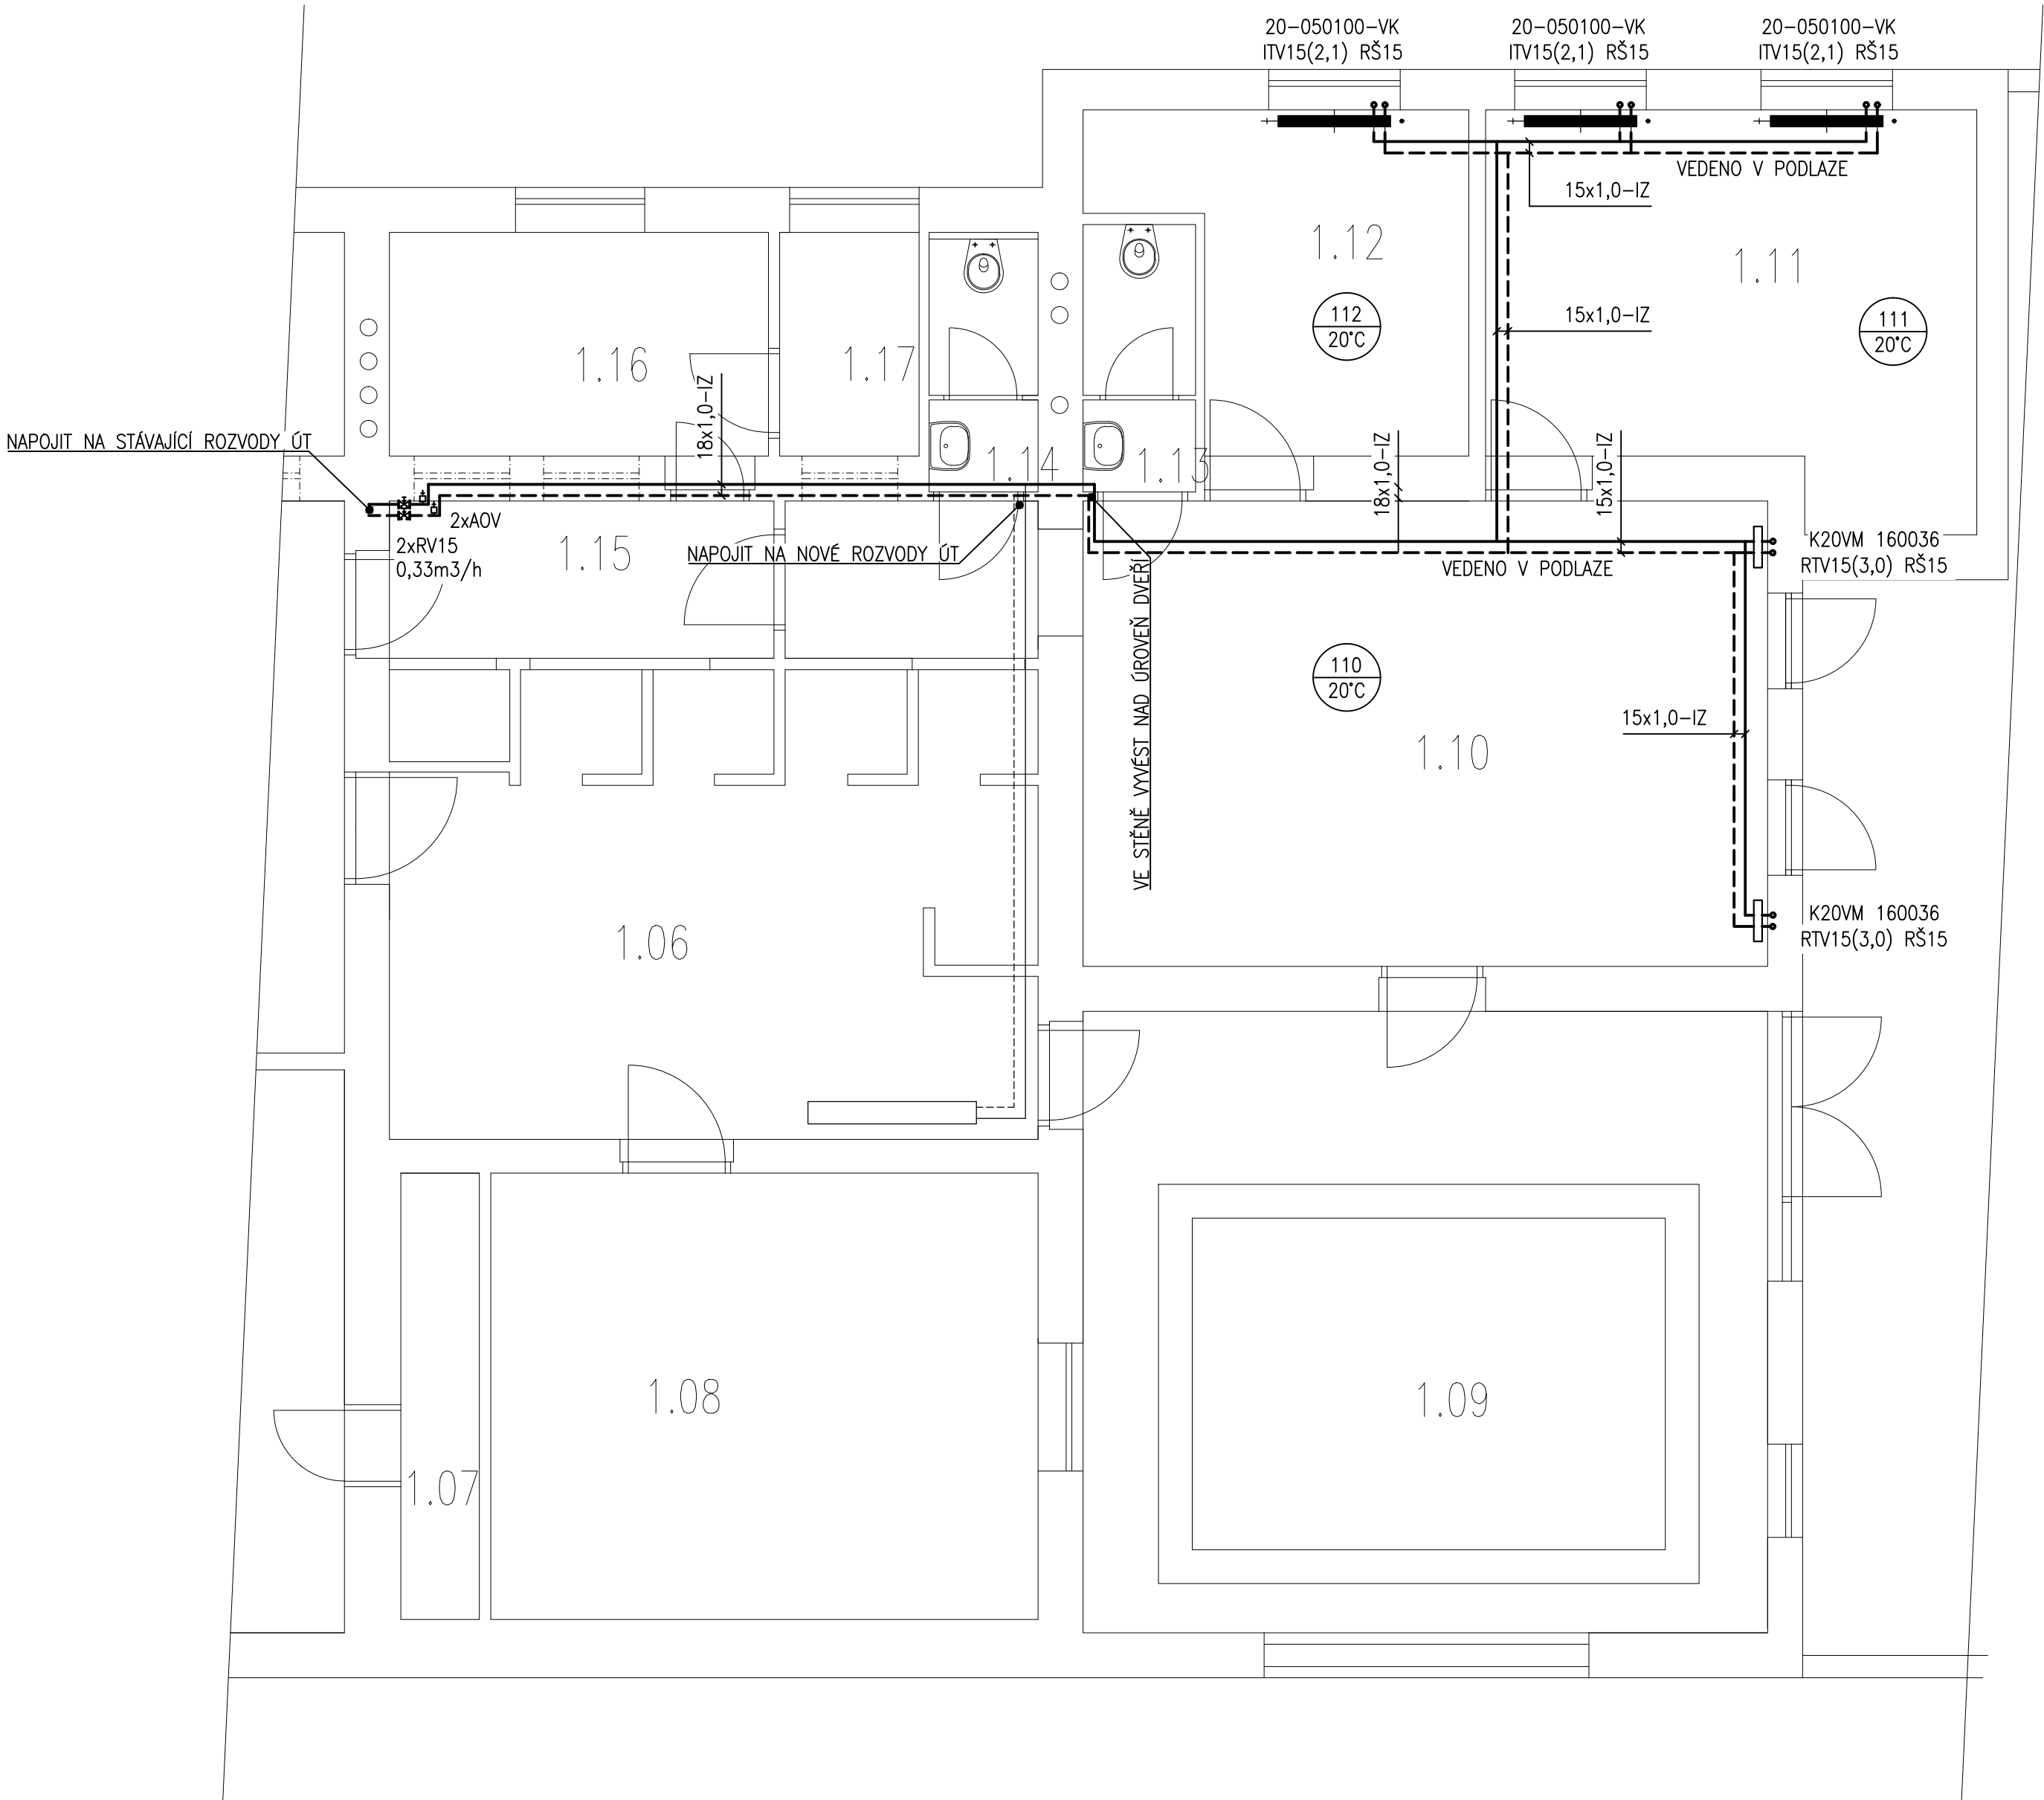 20-050100-VK
ITV15(2,1) RŠ15
20-050100-VK
ITV15(2,1) RŠ15
20-050100-VK
ITV15(2,1) RŠ15
VEDENO V PODLAZE
15x1,0-IZ
1.12
1.11
112
20°C
15x1,0-IZ
111
20°C
1.16
1.17
18x1,0-IZ
NAPOJIT NA STÁVAJÍCÍ ROZVODY ÚT
1.14
1.13
18x1,0-IZ
15x1,0-IZ
2xAOV
2xRV15
0,33m3/h
1.15
NAPOJIT NA NOVÉ ROZVODY ÚT
VEDENO V PODLAZE
K20VM 160036
RTV15(3,0) RŠ15
VE STĚNĚ VYVÉST NAD ÚROVEŇ DVEŘÍ
110
20°C
15x1,0-IZ
1.10
K20VM 160036
RTV15(3,0) RŠ15
1.06
1.08
1.09
1.07